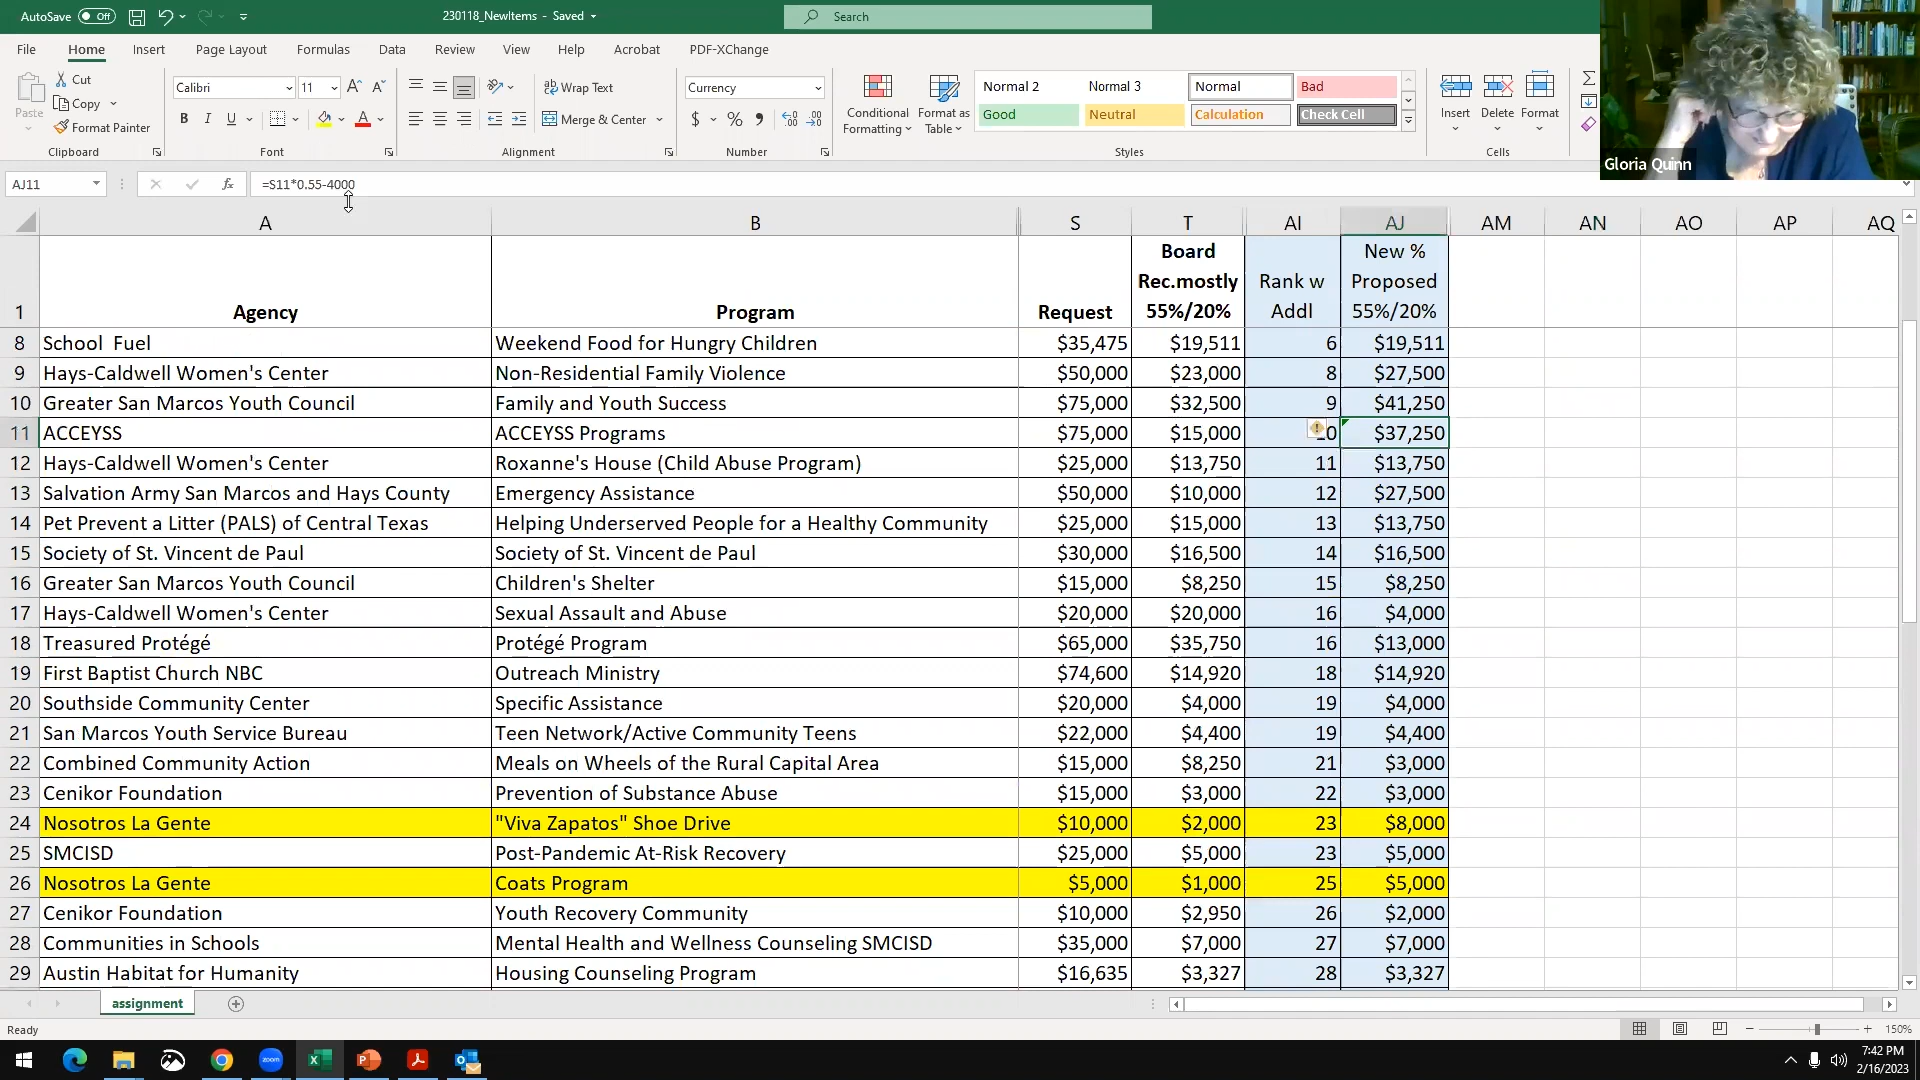 AutoSave Off 230118_NewItems - Saved Search
File Home Insert Page Layout Formulas Data Review View Help Acrobat PDF-XChange
Paste Cut Copy Format Painter Clipboard
Calibri 11 A A B I U A Font
ab Wrap Text Merge & Center Alignment
Currency $ % 9 Number
Conditional Formatting Format as Table
Normal 2 Normal 3 Normal Bad
Good Neutral Calculation Check Cell
Styles
Insert Delete Format
Cells
Gloria Quinn
AJ11 fx =S11*0.55-4000
A B S T AI AJ AM AN AO AP AQ
1 Agency Program Request Board Rec.mostly 55%/20% Rank w Addl New % Proposed 55%/20%
8 School Fuel Weekend Food for Hungry Children $35,475 $19,511 6 $19,511
9 Hays-Caldwell Women's Center Non-Residential Family Violence $50,000 $23,000 8 $27,500
10 Greater San Marcos Youth Council Family and Youth Success $75,000 $32,500 9 $41,250
11 ACCEYSS ACCEYSS Programs $75,000 $15,000 10 $37,250
12 Hays-Caldwell Women's Center Roxanne's House (Child Abuse Program) $25,000 $13,750 11 $13,750
13 Salvation Army San Marcos and Hays County Emergency Assistance $50,000 $10,000 12 $27,500
14 Pet Prevent a Litter (PALS) of Central Texas Helping Underserved People for a Healthy Community $25,000 $15,000 13 $13,750
15 Society of St. Vincent de Paul Society of St. Vincent de Paul $30,000 $16,500 14 $16,500
16 Greater San Marcos Youth Council Children's Shelter $15,000 $8,250 15 $8,250
17 Hays-Caldwell Women's Center Sexual Assault and Abuse $20,000 $20,000 16 $4,000
18 Treasured Protégé Protégé Program $65,000 $35,750 16 $13,000
19 First Baptist Church NBC Outreach Ministry $74,600 $14,920 18 $14,920
20 Southside Community Center Specific Assistance $20,000 $4,000 19 $4,000
21 San Marcos Youth Service Bureau Teen Network/Active Community Teens $22,000 $4,400 19 $4,400
22 Combined Community Action Meals on Wheels of the Rural Capital Area $15,000 $8,250 21 $3,000
23 Cenikor Foundation Prevention of Substance Abuse $15,000 $3,000 22 $3,000
24 Nosotros La Gente "Viva Zapatos" Shoe Drive $10,000 $2,000 23 $8,000
25 SMCISD Post-Pandemic At-Risk Recovery $25,000 $5,000 23 $5,000
26 Nosotros La Gente Coats Program $5,000 $1,000 25 $5,000
27 Cenikor Foundation Youth Recovery Community $10,000 $2,950 26 $2,000
28 Communities in Schools Mental Health and Wellness Counseling SMCISD $35,000 $7,000 27 $7,000
29 Austin Habitat for Humanity Housing Counseling Program $16,635 $3,327 28 $3,327
assignment
Ready 150%
zoom 7:42 PM
2/16/2023